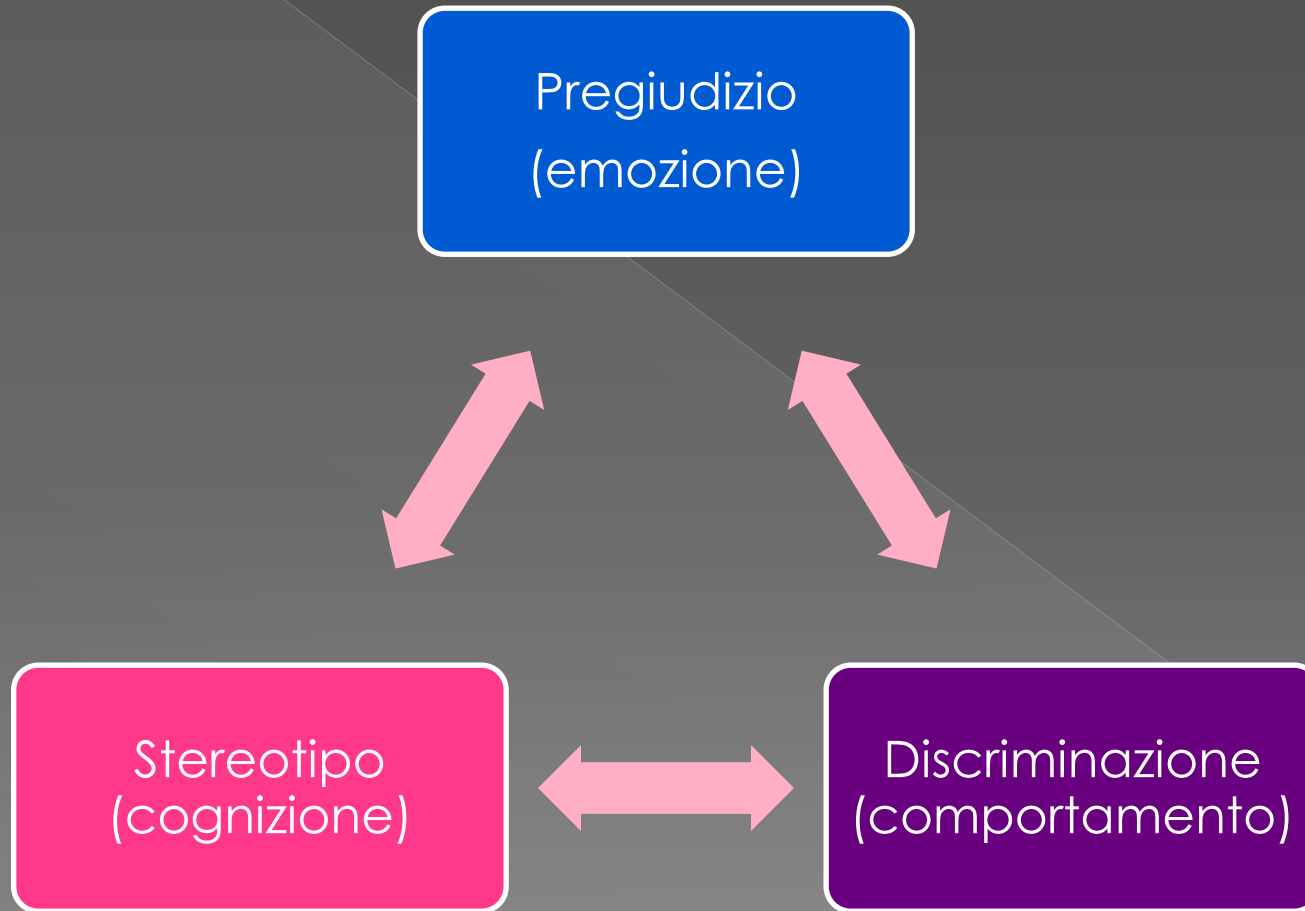 Pregiudizio
(emozione)
Stereotipo
(cognizione)
Discriminazione
(comportamento)